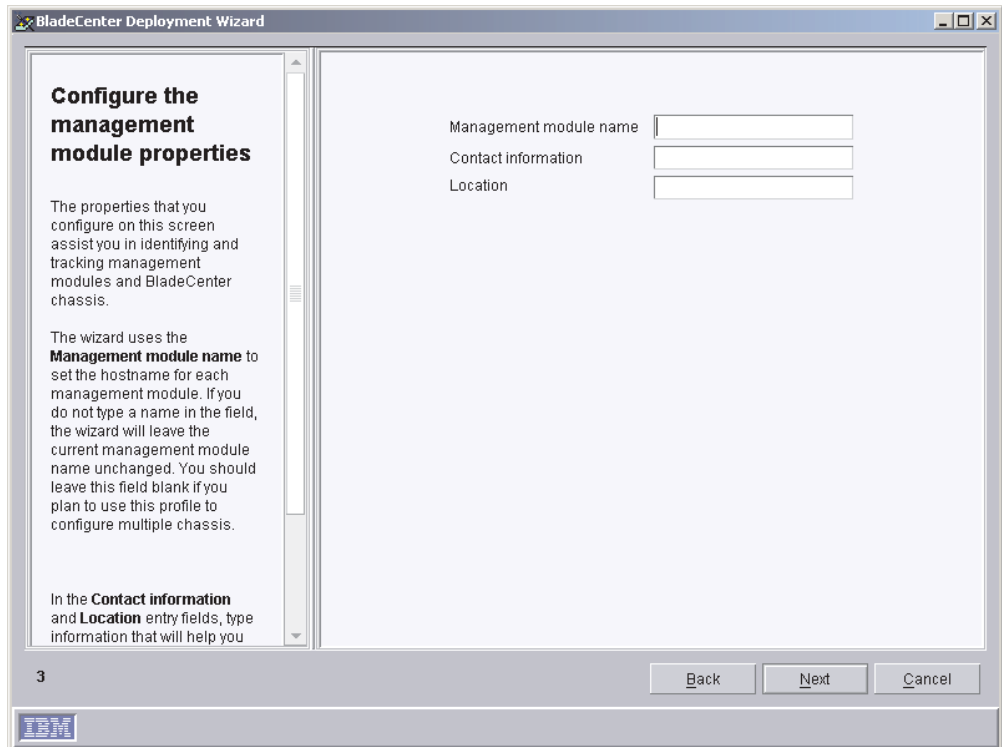 BladeCenter Deployment Wizard
Configure the
management
module properties
The properties that you
configure on this screen
assist you in identifying and
tracking management
modules and BladeCenter
chassis.
The wizard uses the
Management module name to
set the hostname for each
management module. If you
do not type a name in the field,
the wizard will leave the
current management module
name unchanged. You should
leave this field blank if you
plan to use this profile to
configure multiple chassis.
In the Contact information
and Location entry fields, type
information that will help you
Management module name
Contact information
Location
3
Back
Next
Cancel
IBM